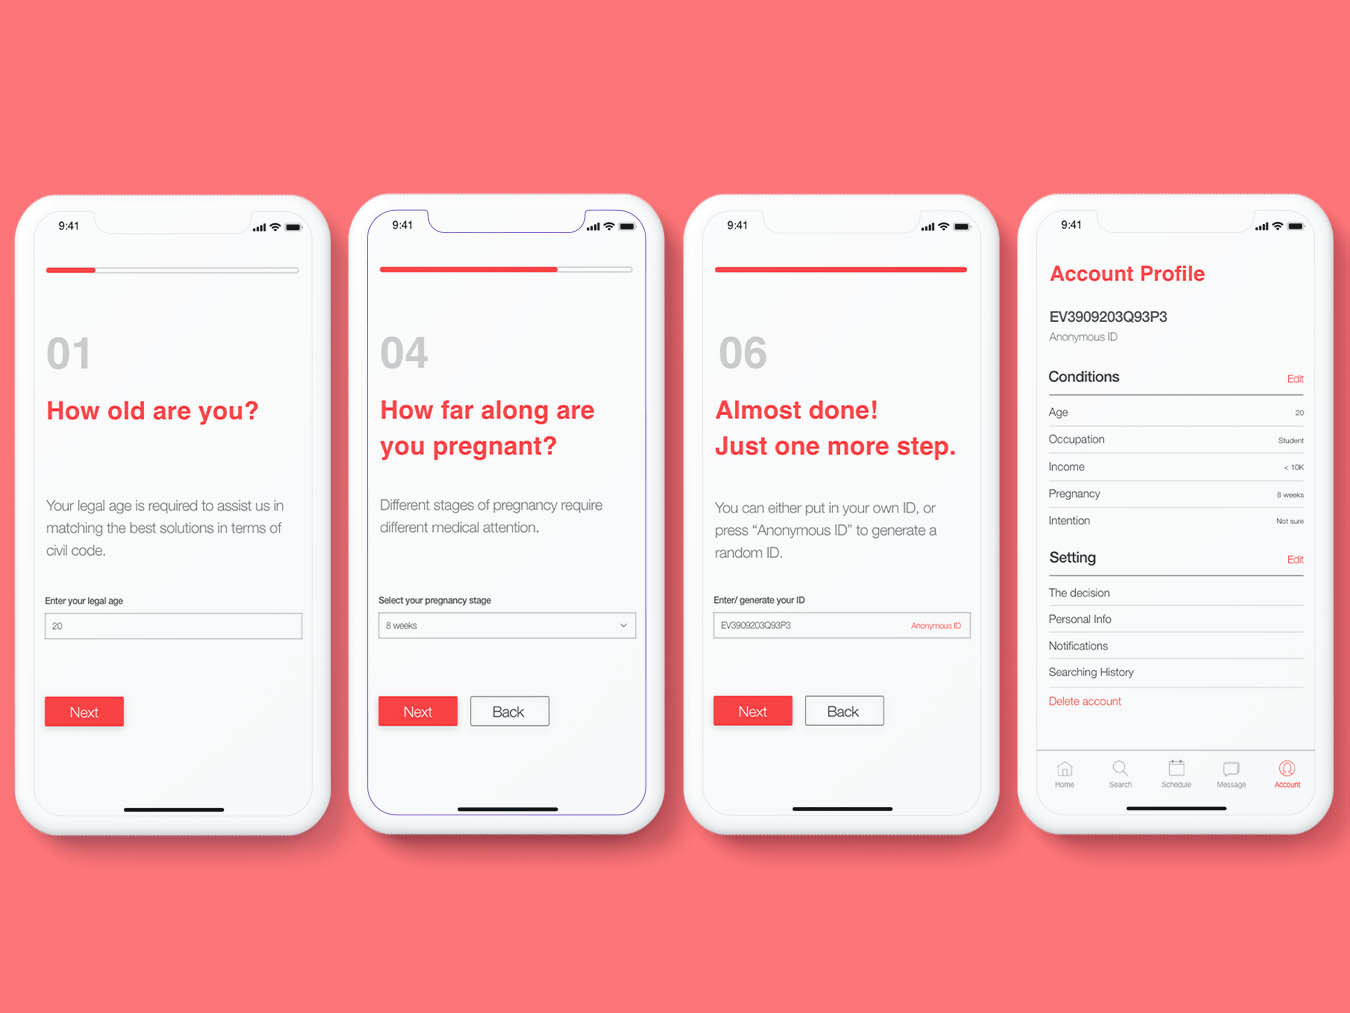 9:41
01
How old are you?
Your legal age is required to assist us in
matching the best solutions in terms of
civil code.
Enter your legal age
20
Next
9:41
04
How far along are
you pregnant?
Different stages of pregnancy require
different medical attention.
Select your pregnancy stage
8 weeks
Next Back
9:41
06
Almost done!
Just one more step.
You can either put in your own ID, or
press “Anonymous ID” to generate a
random ID.
Enter/ generate your ID
EV3909203Q93P3 Anonymous ID
Next Back
9:41
Account Profile
EV3909203Q93P3
Anonymous ID
Conditions Edit
Age 20
Occupation Student
Income < 10K
Pregnancy 8 weeks
Intention Not sure
Setting Edit
The decision
Personal Info
Notifications
Searching History
Delete account
Home Search Schedule Message Account